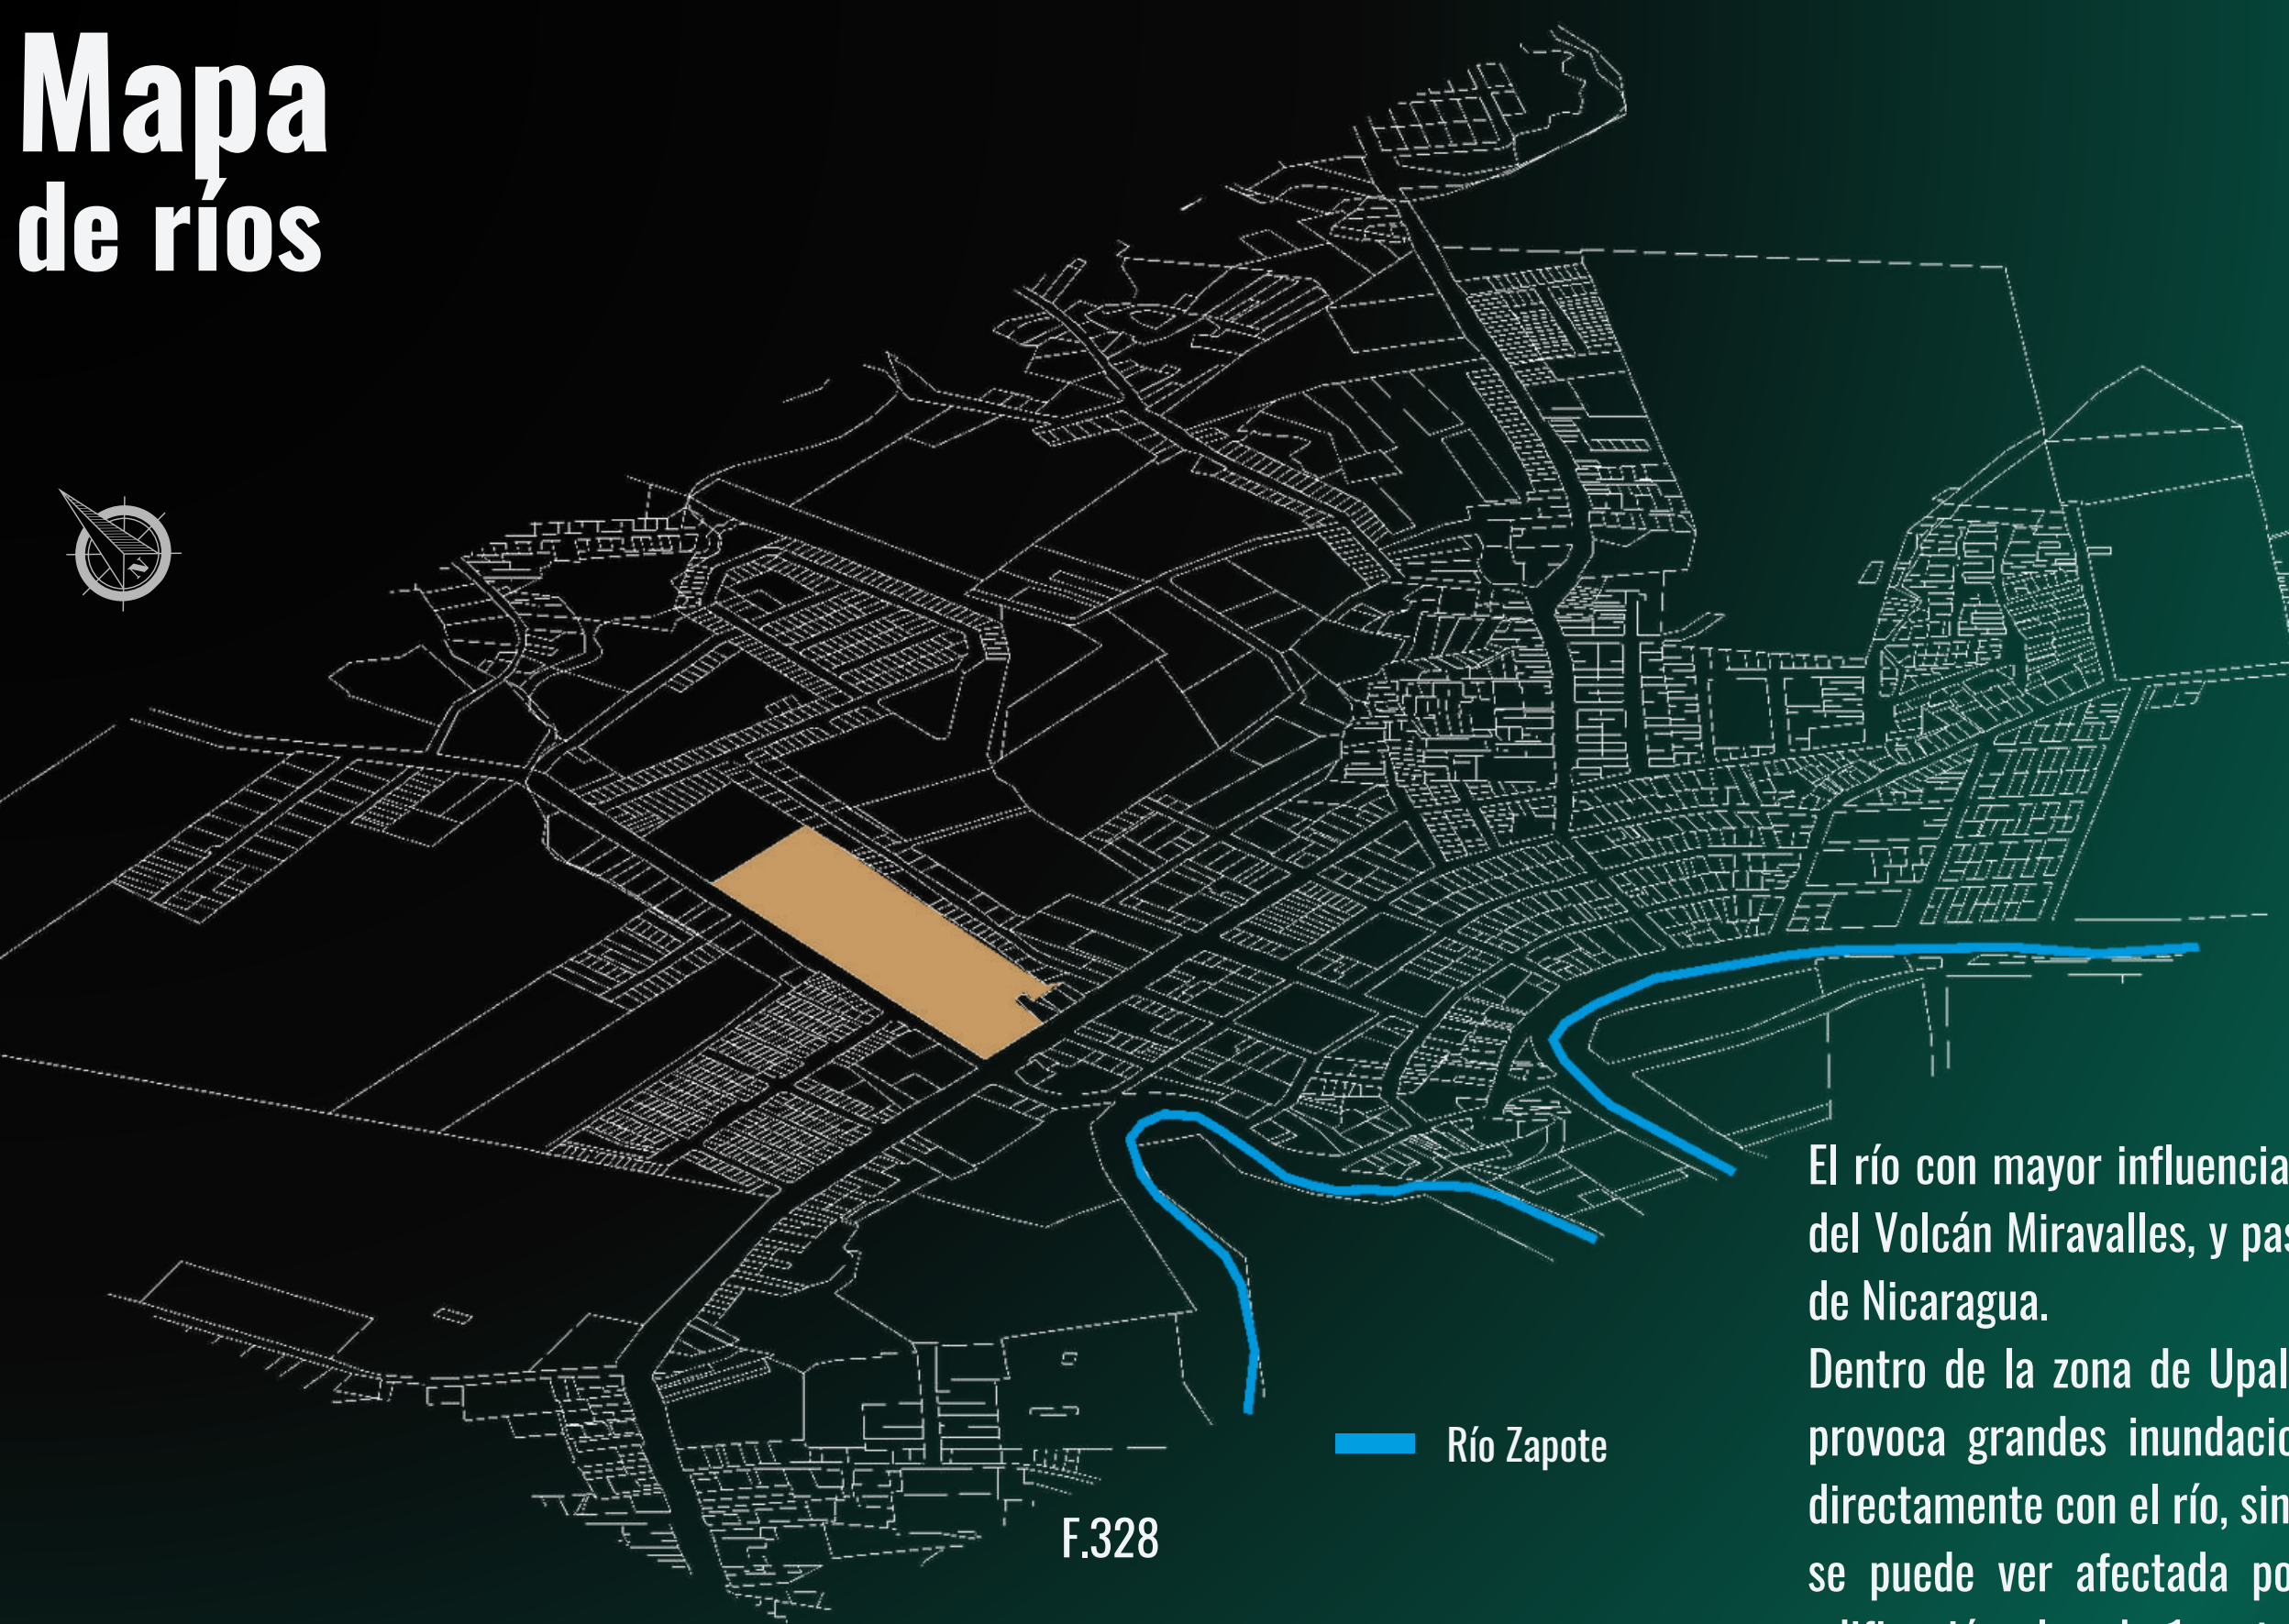 Mapa
de ríos
N
El río con mayor influencia
del Volcán Miravalles, y pas
de Nicaragua.
Dentro de la zona de Upal
provoca grandes inundacio
directamente con el río, sin
se puede ver afectada po
Río Zapote
F.328